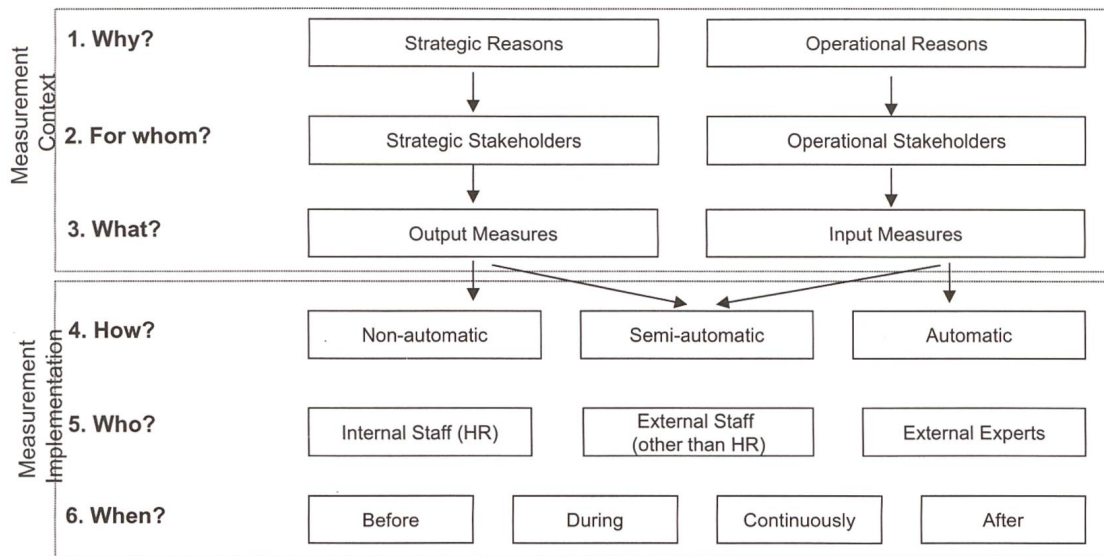 Measurement
Context
1. Why?
Strategic Reasons
Operational Reasons
2. For whom?
Strategic Stakeholders
Operational Stakeholders
3. What?
Output Measures
Input Measures
Measurement
Implementation
4. How?
Non-automatic
Semi-automatic
Automatic
5. Who?
Internal Staff (HR)
External Staff
(other than HR)
External Experts
6. When?
Before
During
Continuously
After